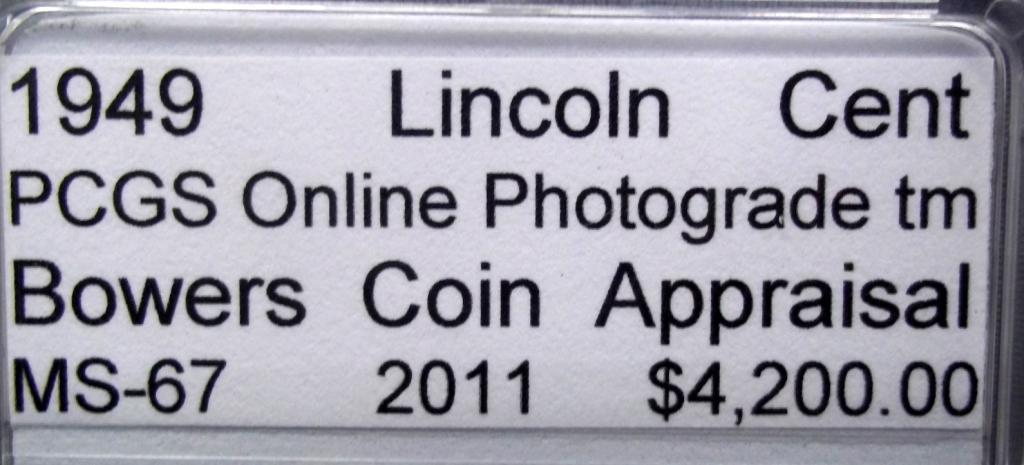 1949 Lincoln Cent
PCGS Online Photograde tm
Bowers Coin Appraisal
MS-67 2011 $4,200.00